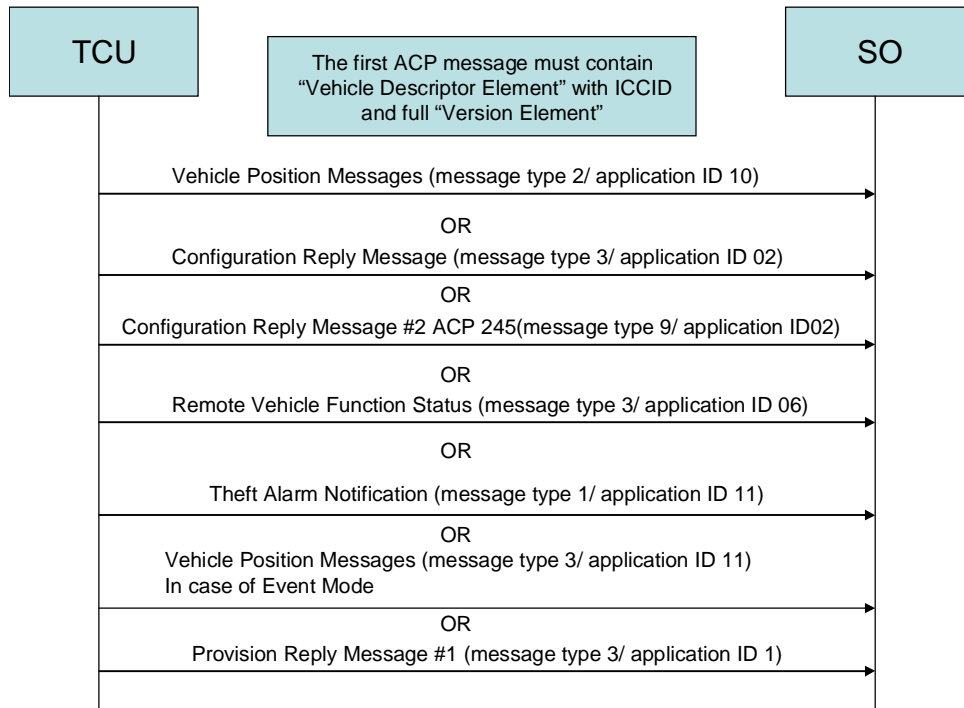 TCU
SO
The first ACP message must contain
“Vehicle Descriptor Element” with ICCID
and full “Version Element”
Vehicle Position Messages (message type 2/ application ID 10)
OR
Configuration Reply Message (message type 3/ application ID 02)
OR
Configuration Reply Message #2 ACP 245(message type 9/ application ID02)
OR
Remote Vehicle Function Status (message type 3/ application ID 06)
OR
Theft Alarm Notification (message type 1/ application ID 11)
OR
Vehicle Position Messages (message type 3/ application ID 11)
In case of Event Mode
OR
Provision Reply Message #1 (message type 3/ application ID 1)